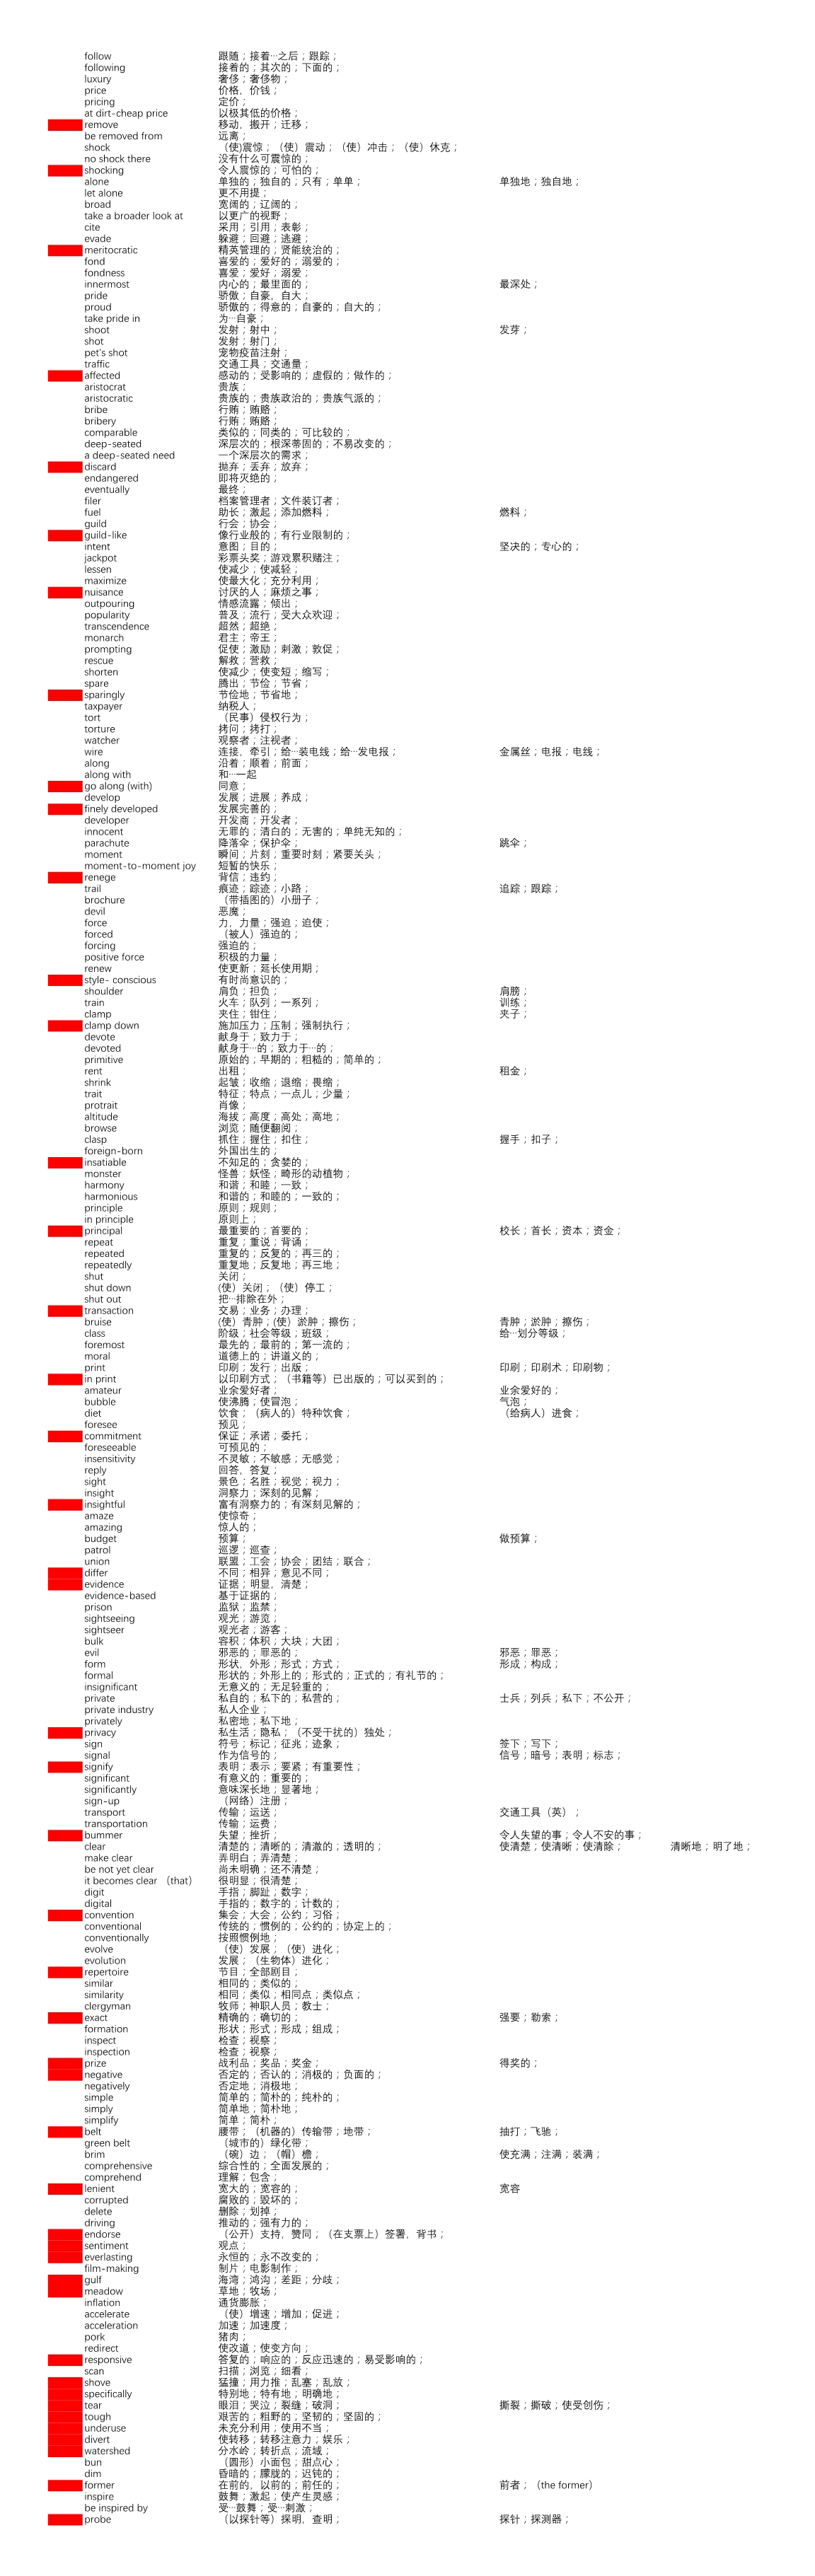 follow 跟随；接着…之后；跟踪；
following 接着的；其次的；下面的；
luxury 奢侈；奢侈物；
price 价格，价钱；
pricing 定价；
at dirt-cheap price 以极其低的价格；
remove 移动，搬开；迁移；
be removed from 远离；
shock （使)震惊；（使）震动；（使）冲击；（使）休克；
no shock there 没有什么可震惊的；
shocking 令人震惊的；可怕的；
alone 单独的；独自的；只有；单单； 单独地；独自地；
let alone 更不用提；
broad 宽阔的；辽阔的；
take a broader look at 以更广的视野；
cite 采用；引用；表彰；
evade 躲避；回避；逃避；
meritocratic 精英管理的；贤能统治的；
fond 喜爱的；爱好的；溺爱的；
fondness 喜爱；爱好；溺爱；
innermost 内心的；最里面的； 最深处；
pride 骄傲；自豪，自大；
proud 骄傲的；得意的；自豪的；自大的；
take pride in 为…自豪；
shoot 发射；射中； 发芽；
shot 发射；射门；
pet's shot 宠物疫苗注射；
traffic 交通工具；交通量；
affected 感动的；受影响的；虚假的；做作的；
aristocrat 贵族；
aristocratic 贵族的；贵族政治的；贵族气派的；
bribe 行贿；贿赂；
bribery 行贿；贿赂；
comparable 类似的；同类的；可比较的；
deep-seated 深层次的；根深蒂固的；不易改变的；
a deep-seated need 一个深层次的需求；
discard 抛弃；丢弃；放弃；
endangered 即将灭绝的；
eventually 最终；
filer 档案管理者；文件装订者；
fuel 助长；激起；添加燃料； 燃料；
guild 行会；协会；
guild-like 像行业般的；有行业限制的；
intent 意图；目的； 坚决的；专心的；
jackpot 彩票头奖；游戏累积赌注；
lessen 使减少；使减轻；
maximize 使最大化；充分利用；
nuisance 讨厌的人；麻烦之事；
outpouring 情感流露；倾出；
popularity 普及；流行；受大众欢迎；
transcendence 超然；超绝；
monarch 君主；帝王；
prompting 促使；激励；刺激；敦促；
rescue 解救；营救；
shorten 使减少；使变短；缩写；
spare 腾出；节俭；节省；
sparingly 节俭地；节省地；
taxpayer 纳税人；
tort （民事）侵权行为；
torture 拷问；拷打；
watcher 观察者；注视者；
wire 连接，牵引；给…装电线；给…发电报； 金属丝；电报；电线；
along 沿着；顺着；前面；
along with 和…一起
go along (with) 同意；
develop 发展；进展；养成；
finely developed 发展完善的；
developer 开发商；开发者；
innocent 无罪的；清白的；无害的；单纯无知的；
parachute 降落伞；保护伞； 跳伞；
moment 瞬间；片刻；重要时刻；紧要关头；
moment-to-moment joy 短暂的快乐；
renege 背信；违约；
trail 痕迹；踪迹；小路； 追踪；跟踪；
brochure （带插图的）小册子；
devil 恶魔；
force 力，力量；强迫；迫使；
forced （被人）强迫的；
forcing 强迫的；
positive force 积极的力量；
renew 使更新；延长使用期；
style- conscious 有时尚意识的；
shoulder 肩负；担负； 肩膀；
train 火车；队列；一系列； 训练；
clamp 夹住；钳住； 夹子；
clamp down 施加压力；压制；强制执行；
devote 献身于；致力于；
devoted 献身于…的；致力于…的；
primitive 原始的；早期的；粗糙的；简单的；
rent 出租； 租金；
shrink 起皱；收缩；退缩；畏缩；
trait 特征；特点；一点儿；少量；
protrait 肖像；
altitude 海拔；高度；高处；高地；
browse 浏览；随便翻阅；
clasp 抓住；握住；扣住； 握手；扣子；
foreign-born 外国出生的；
insatiable 不知足的；贪婪的；
monster 怪兽；妖怪；畸形的动植物；
harmony 和谐；和睦；一致；
harmonious 和谐的；和睦的；一致的；
principle 原则；规则；
in principle 原则上；
principal 最重要的；首要的； 校长；首长；资本；资金；
repeat 重复；重说；背诵；
repeated 重复的；反复的；再三的；
repeatedly 重复地；反复地；再三地；
shut 关闭；
shut down (使）关闭；（使）停工；
shut out 把…排除在外；
transaction 交易；业务；办理；
bruise (使）青肿；(使）淤肿；擦伤； 青肿；淤肿；擦伤；
class 阶级；社会等级；班级； 给…划分等级；
foremost 最先的；最前的；第一流的；
moral 道德上的；讲道义的；
print 印刷；发行；出版； 印刷；印刷术；印刷物；
in print 以印刷方式；（书籍等）已出版的；可以买到的；
amateur 业余爱好者； 业余爱好的；
bubble 使沸腾；使冒泡； 气泡；
diet 饮食；（病人的）特种饮食； （给病人）进食；
foresee 预见；
commitment 保证；承诺；委托；
foreseeable 可预见的；
insensitivity 不灵敏；不敏感；无感觉；
reply 回答，答复；
sight 景色；名胜；视觉；视力；
insight 洞察力；深刻的见解；
insightful 富有洞察力的；有深刻见解的；
amaze 使惊奇；
amazing 惊人的；
budget 预算； 做预算；
patrol 巡逻；巡查；
union 联盟；工会；协会；团结；联合；
differ 不同；相异；意见不同；
evidence 证据；明显，清楚；
evidence-based 基于证据的；
prison 监狱；监禁；
sightseeing 观光；游览；
sightseer 观光者；游客；
bulk 容积；体积；大块；大团；
evil 邪恶的；罪恶的； 邪恶；罪恶；
form 形状，外形；形式；方式； 形成；构成；
formal 形状的；外形上的；形式的；正式的；有礼节的；
insignificant 无意义的；无足轻重的；
private 私自的；私下的；私营的； 士兵；列兵；私下；不公开；
private industry 私人企业；
privately 私密地；私下地；
privacy 私生活；隐私；（不受干扰的）独处；
sign 符号；标记；征兆；迹象； 签下；写下；
signal 作为信号的； 信号；暗号；表明；标志；
signify 表明；表示；要紧；有重要性；
significant 有意义的；重要的；
significantly 意味深长地；显著地；
sign-up （网络）注册；
transport 传输；运送； 交通工具（英）；
transportation 传输；运费；
bummer 失望；挫折； 令人失望的事；令人不安的事；
clear 清楚的；清晰的；清澈的；透明的； 使清楚；使清晰；使清除； 清晰地；明了地；
make clear 弄明白；弄清楚；
be not yet clear 尚未明确；还不清楚；
it becomes clear （that） 很明显；很清楚；
digit 手指；脚趾；数字；
digital 手指的；数字的；计数的；
convention 集会；大会；公约；习俗；
conventional 传统的；惯例的；公约的；协定上的；
conventionally 按照惯例地；
evolve （使）发展；（使）进化；
evolution 发展；（生物体）进化；
repertoire 节目；全部剧目；
similar 相同的；类似的；
similarity 相同；类似；相同点；类似点；
clergyman 牧师；神职人员；教士；
exact 精确的；确切的； 强要；勒索；
formation 形状；形式；形成；组成；
inspect 检查；视察；
inspection 检查；视察；
prize 战利品；奖品；奖金； 得奖的；
negative 否定的；否认的；消极的；负面的；
negatively 否定地；消极地；
simple 简单的；简朴的；纯朴的；
simply 简单地；简朴地；
simplify 简单；简朴；
belt 腰带；（机器的）传输带；地带； 抽打；飞驰；
green belt （城市的）绿化带；
brim （碗）边；（帽）檐； 使充满；注满；装满；
comprehensive 综合性的；全面发展的；
comprehend 理解；包含；
lenient 宽大的；宽容的； 宽容
corrupted 腐败的；毁坏的；
delete 删除；划掉；
driving 推动的；强有力的；
endorse （公开）支持，赞同；（在支票上）签署，背书；
sentiment 观点；
everlasting 永恒的；永不改变的；
film-making 制片；电影制作；
gulf 海湾；鸿沟；差距；分歧；
meadow 草地；牧场；
inflation 通货膨胀；
accelerate （使）增速；增加；促进；
acceleration 加速；加速度；
pork 猪肉；
redirect 使改道；使变方向；
responsive 答复的；响应的；反应迅速的；易受影响的；
scan 扫描；浏览；细看；
shove 猛撞；用力推；乱塞；乱放；
specifically 特别地；特有地；明确地；
tear 眼泪；哭泣；裂缝；破洞； 撕裂；撕破；使受创伤；
tough 艰苦的；粗野的；坚韧的；坚固的；
underuse 未充分利用；使用不当；
divert 使转移；转移注意力；娱乐；
watershed 分水岭；转折点；流域；
bun （圆形）小面包；甜点心；
dim 昏暗的；朦胧的；迟钝的；
former 在前的，以前的；前任的； 前者；（the former）
inspire 鼓舞；激起；使产生灵感；
be inspired by 受…鼓舞；受…刺激；
probe （以探针等）探明，查明； 探针；探测器；